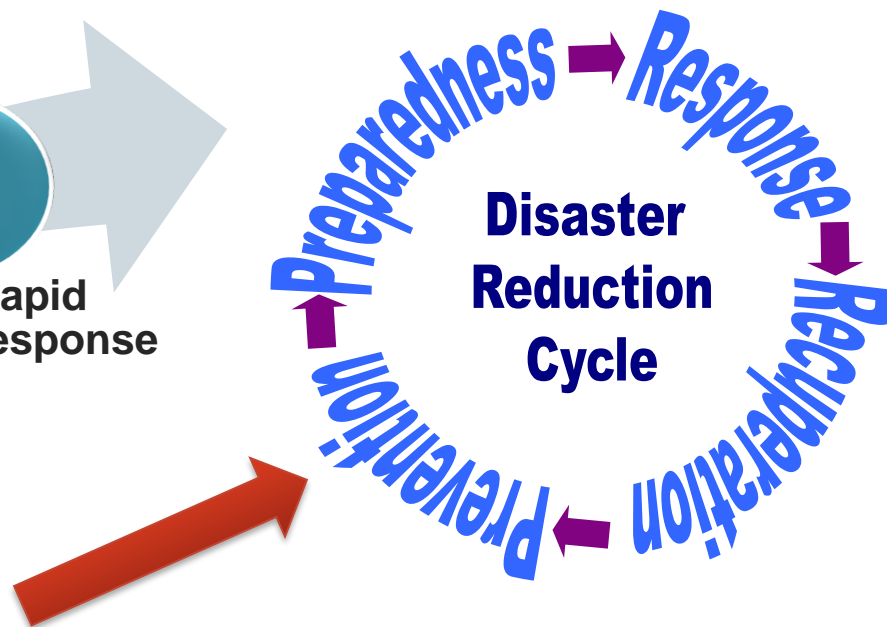 Preparedness
Response
Disaster
Reduction
Cycle
Recuperation
Prevention
apid
esponse